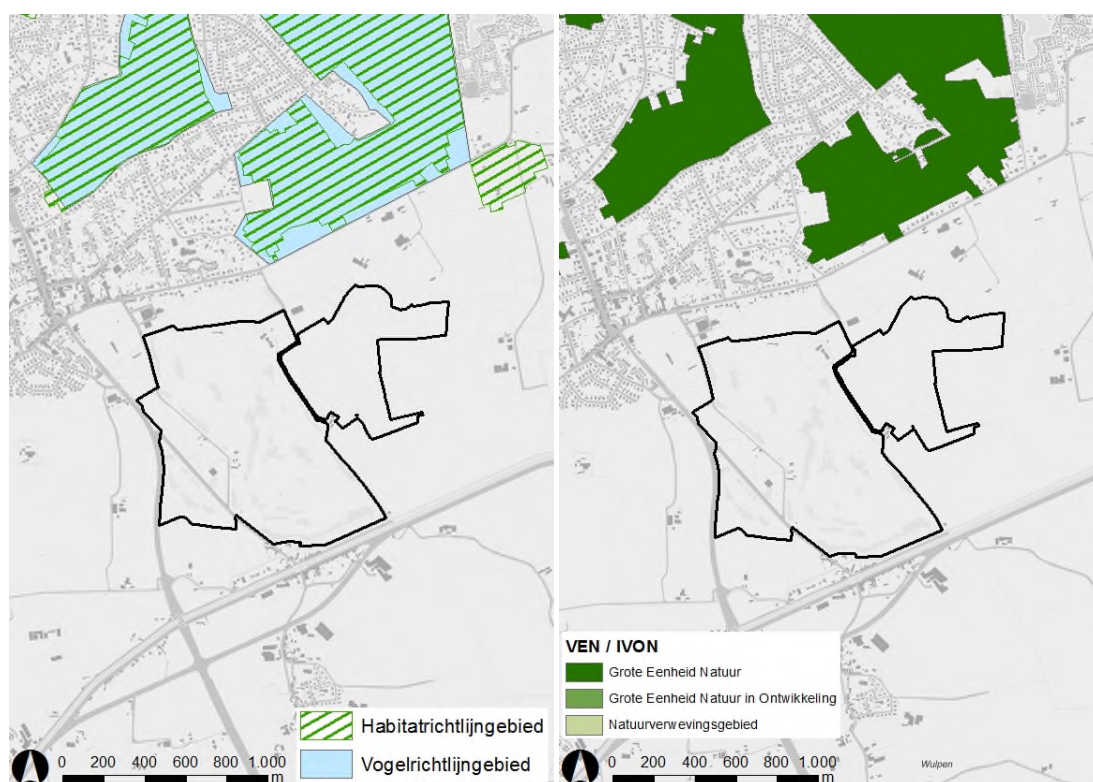 Habitatrichtlijngebied
Vogelrichtlijngebied
0 200 400 600 800 1.000
m
VEN / IVON
Grote Eenheid Natuur
Grote Eenheid Natuur in Ontwikkeling
Natuurverwevingsgebied
0 200 400 600 800 1.000
m
Wulpen